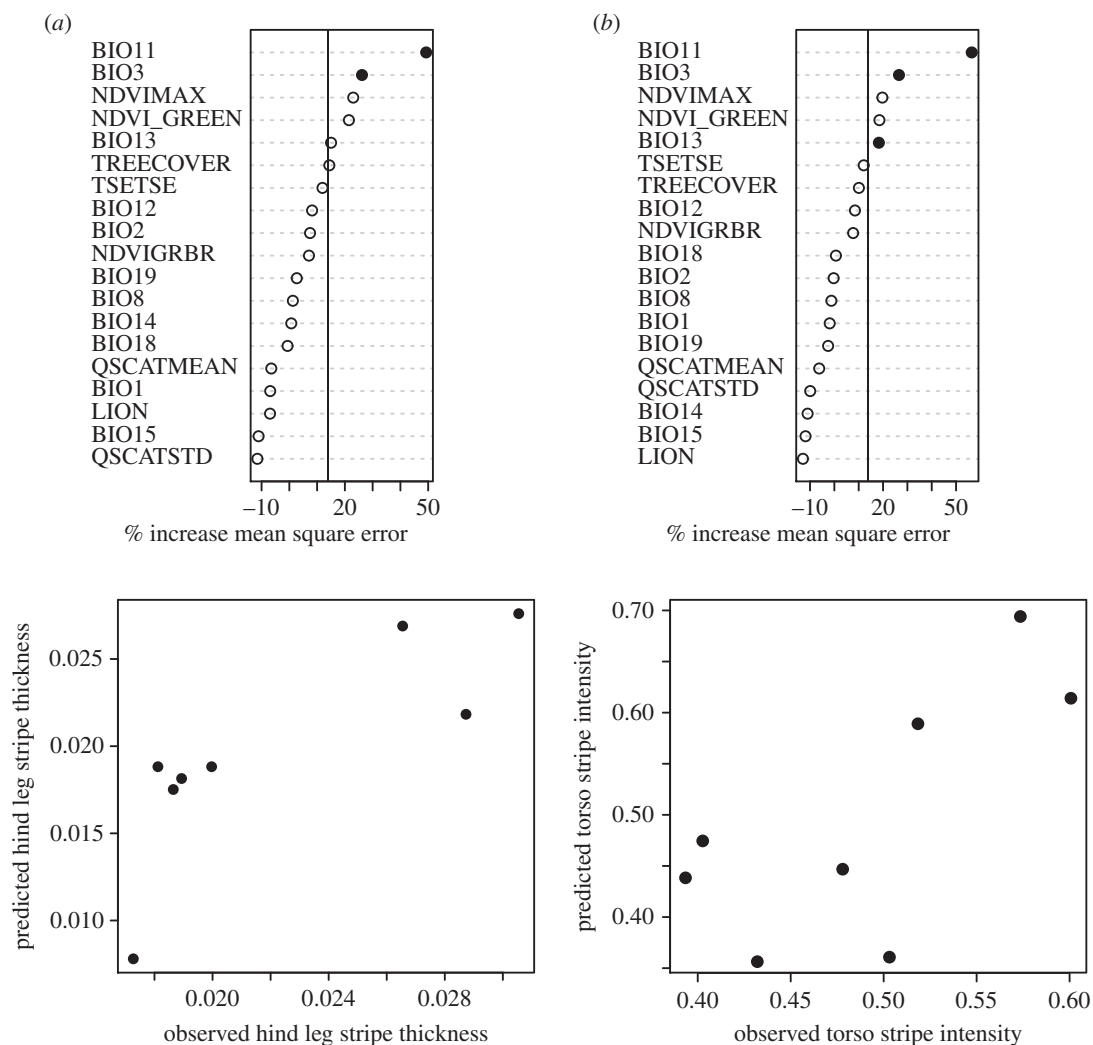 (a)
BIO11
BIO3
NDVIMAX
NDVI_GREEN
BIO13
TREECOVER
TSETSE
BIO12
BIO2
NDVIGRBR
BIO19
BIO8
BIO14
BIO18
QSCATMEAN
BIO1
LION
BIO15
QSCATSTD
–10 20 50
% increase mean square error
(b)
BIO11
BIO3
NDVIMAX
NDVI_GREEN
BIO13
TSETSE
TREECOVER
BIO12
NDVIGRBR
BIO18
BIO2
BIO8
BIO1
BIO19
QSCATMEAN
QSCATSTD
BIO14
BIO15
LION
–10 20 50
% increase mean square error
predicted hind leg stripe thickness
0.025
0.020
0.015
0.010
0.020 0.024 0.028
observed hind leg stripe thickness
predicted torso stripe intensity
0.70
0.60
0.50
0.40
0.40 0.45 0.50 0.55 0.60
observed torso stripe intensity